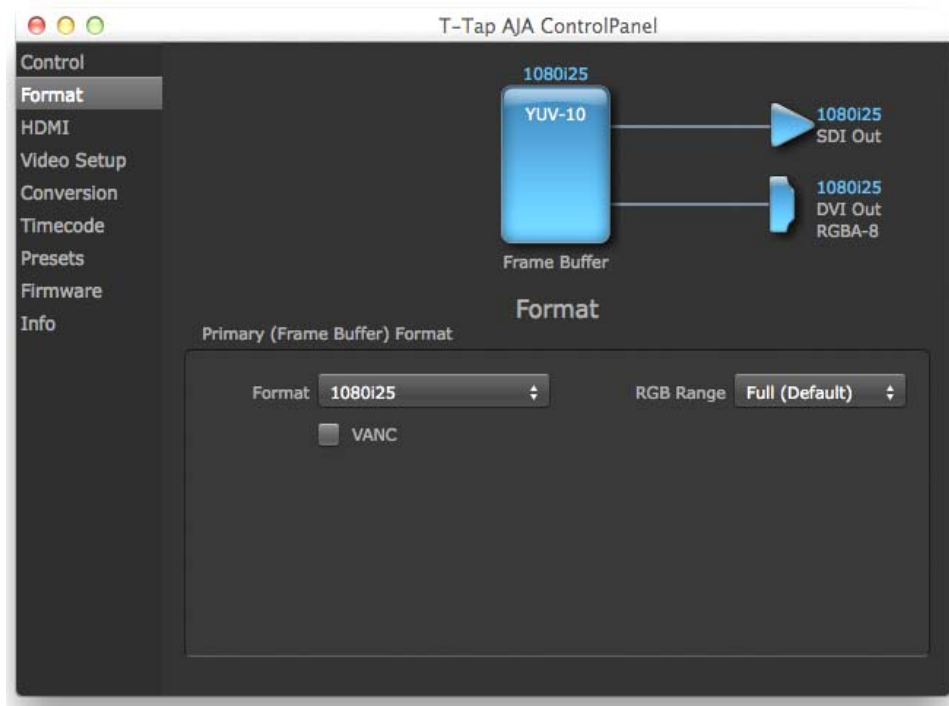 T-Tap AJA ControlPanel
Control
Format
HDMI
Video Setup
Conversion
Timecode
Presets
Firmware
Info
1080i25
YUV-10
Frame Buffer
1080i25
SDI Out
1080i25
DVI Out
RGBA-8
Format
Primary (Frame Buffer) Format
Format 1080i25
RGB Range Full (Default)
VANC